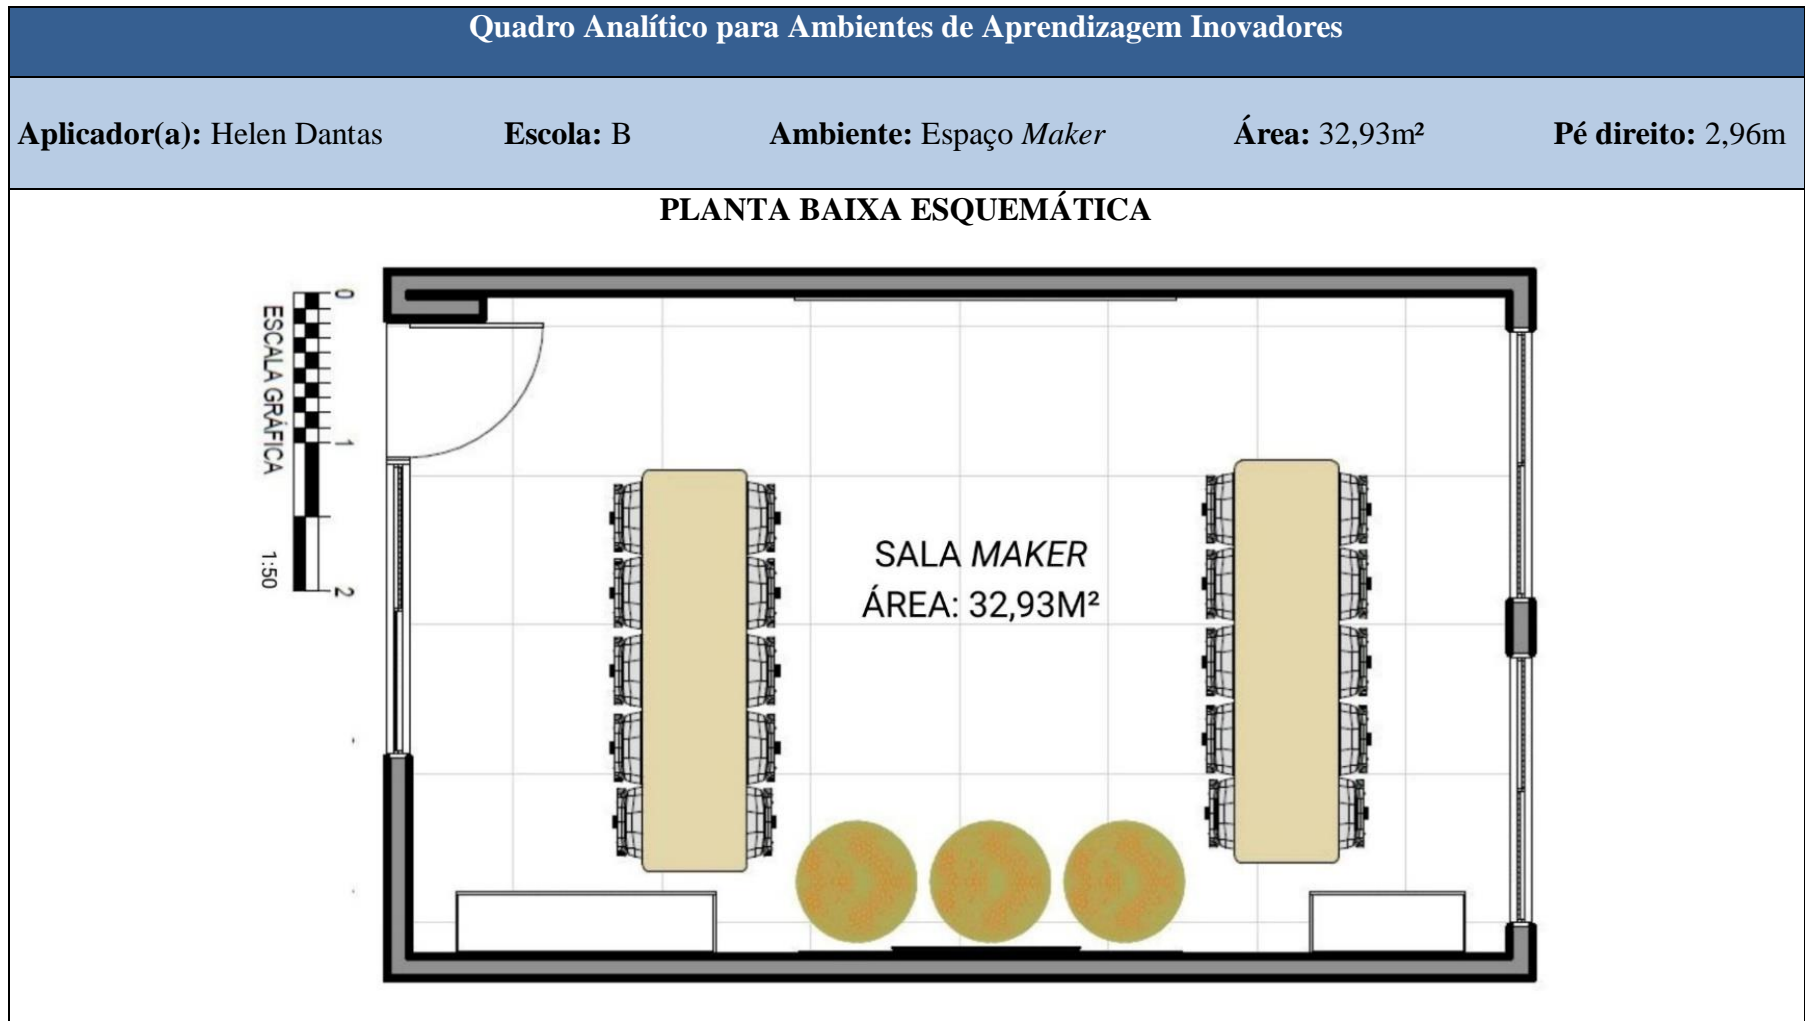 Quadro Analítico para Ambientes de Aprendizagem Inovadores
Aplicador(a): Helen Dantas Escola: B Ambiente: Espaço Maker Área: 32,93m² Pé direito: 2,96m
PLANTA BAIXA ESQUEMÁTICA
ESCALA GRÁFICA 1:50
0
1
2
SALA MAKER
ÁREA: 32,93M²